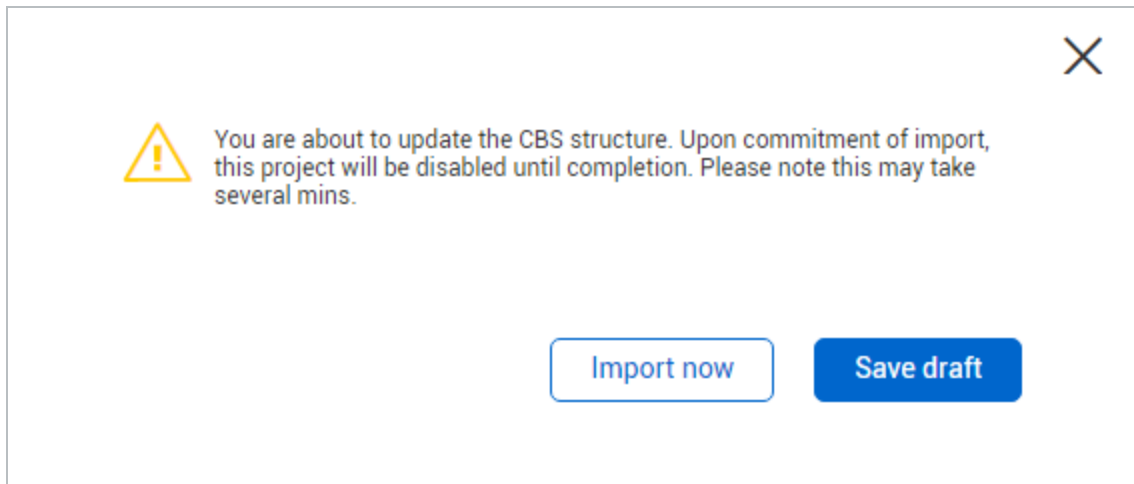 You are about to update the CBS structure. Upon commitment of import,
this project will be disabled until completion. Please note this may take
several mins.
Import now
Save draft